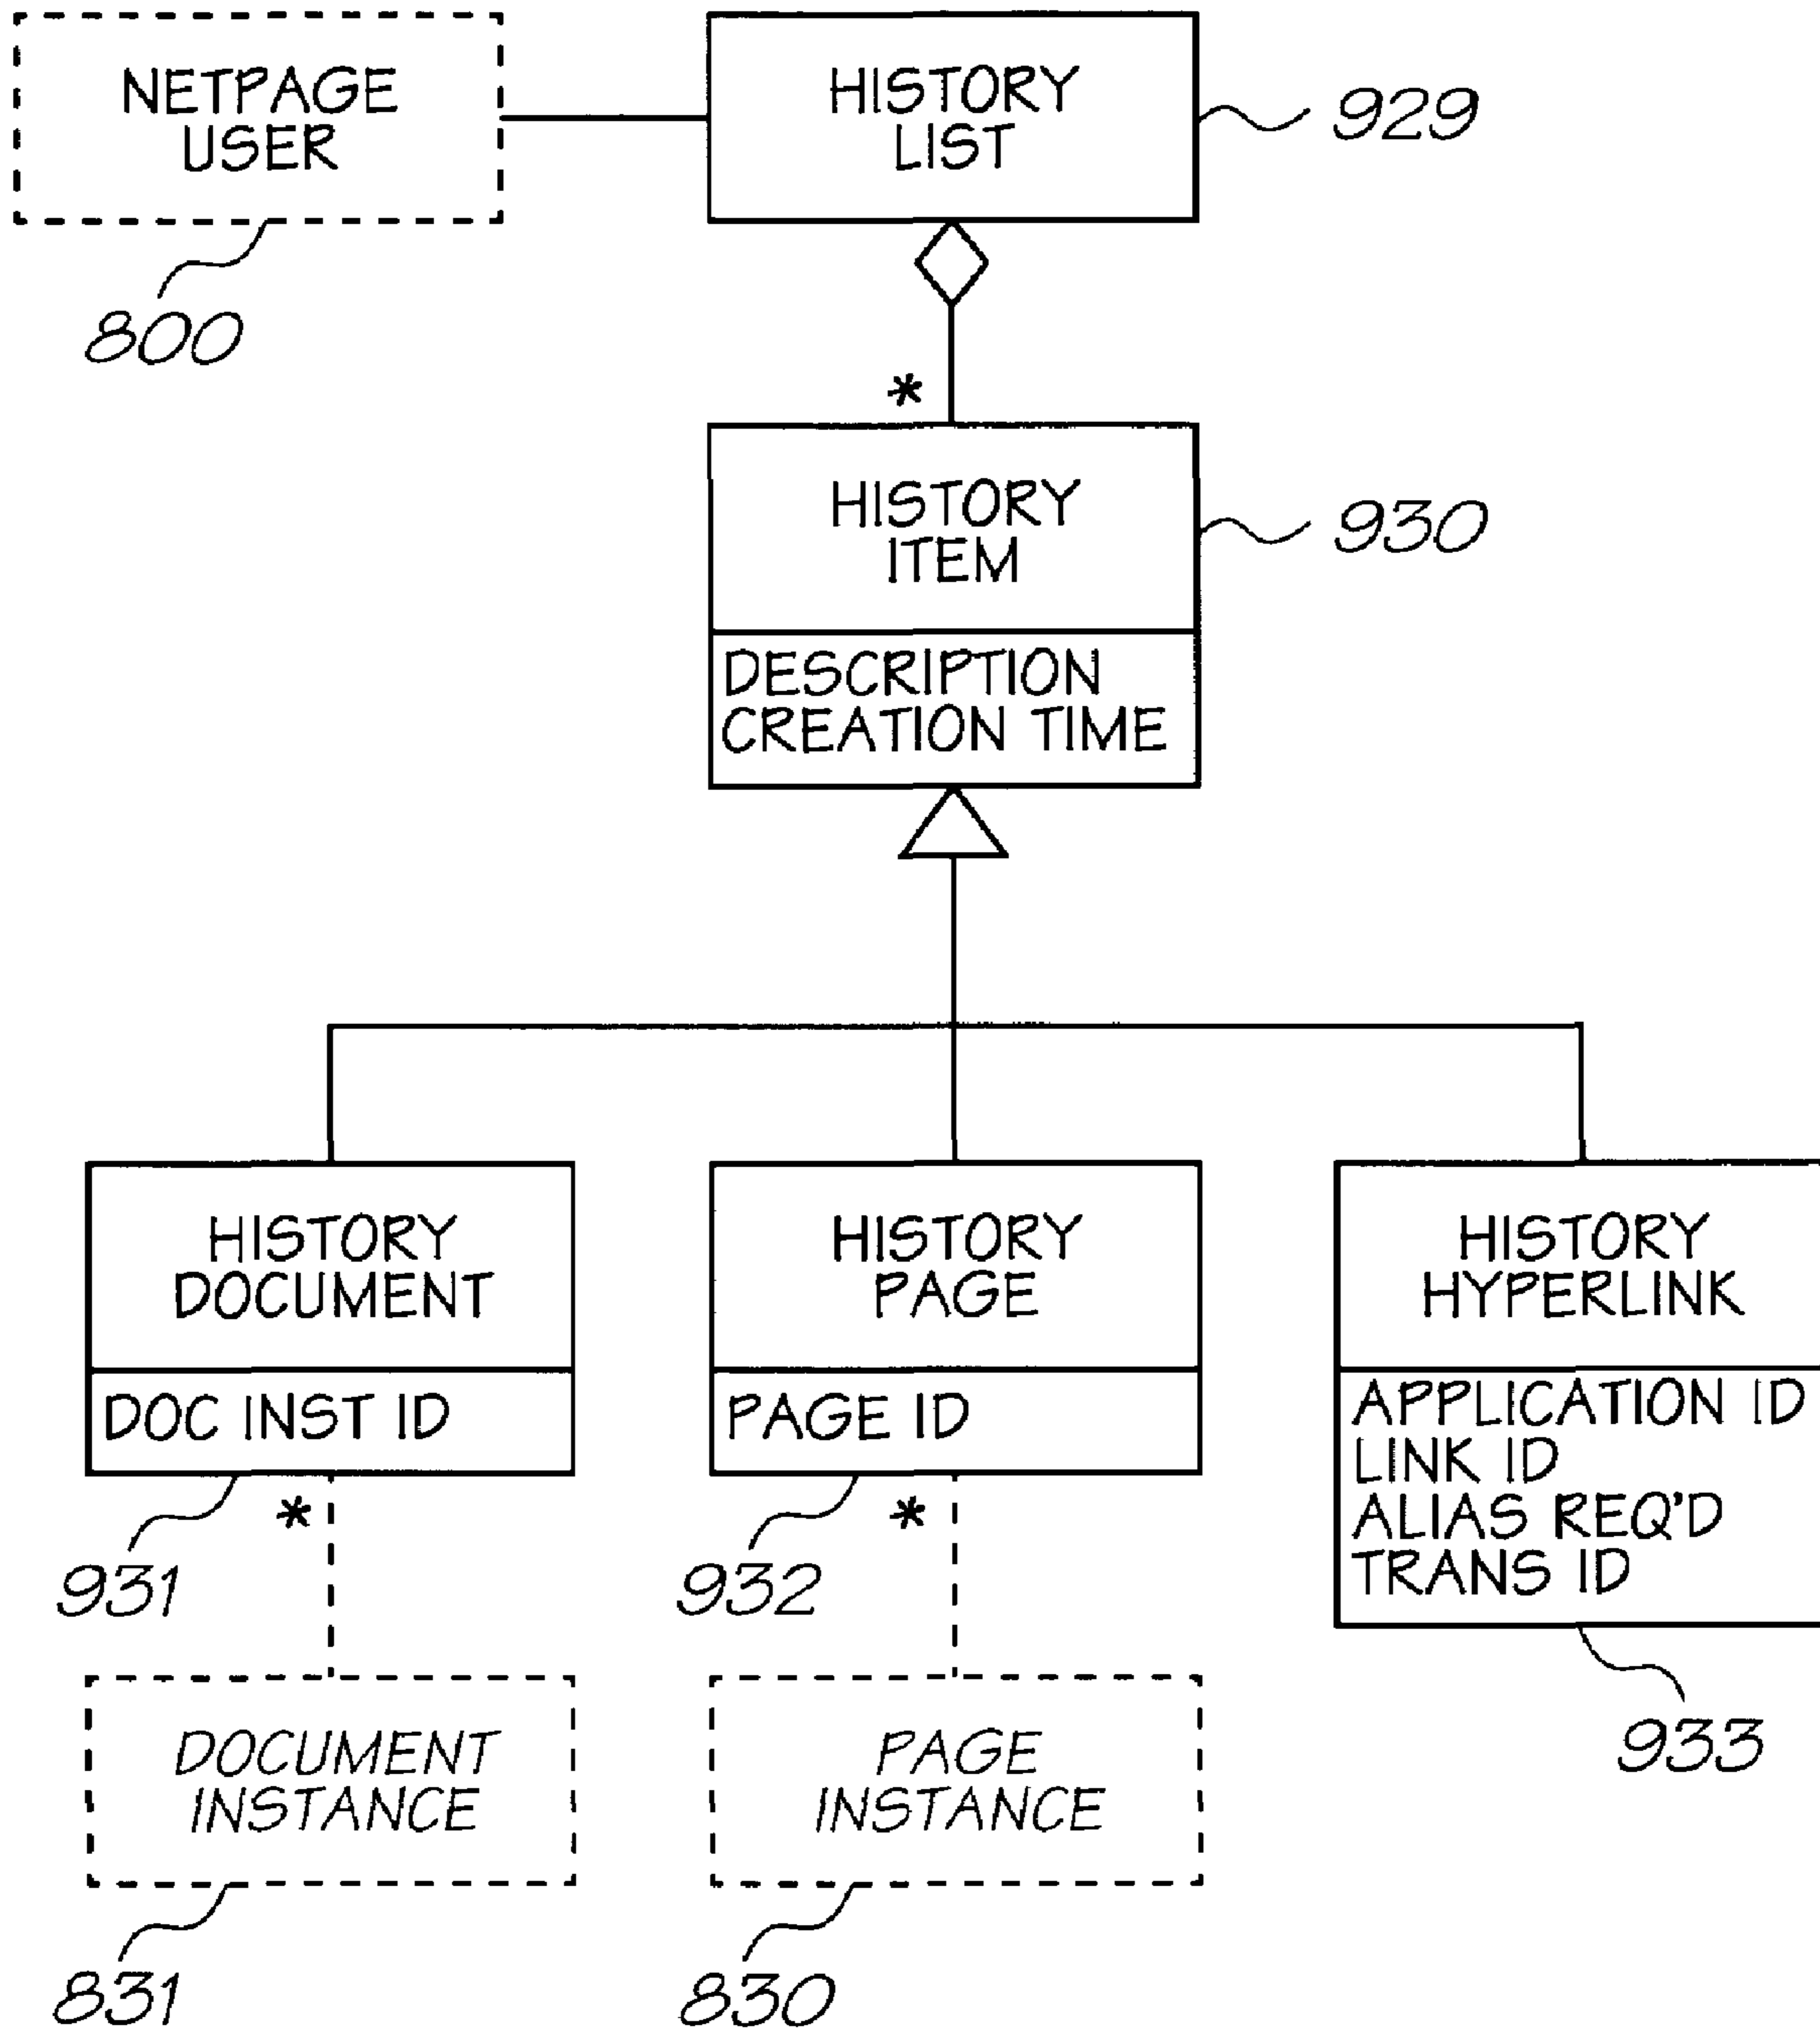 NETPAGE
USER
800
HISTORY
LIST
929
*
HISTORY
ITEM
930
DESCRIPTION
CREATION TIME
HISTORY
DOCUMENT
DOC INST ID
931
*
HISTORY
PAGE
PAGE ID
932
*
HISTORY
HYPERLINK
APPLICATION ID
LINK ID
ALIAS REQ'D
TRANS ID
933
DOCUMENT
INSTANCE
831
PAGE
INSTANCE
830